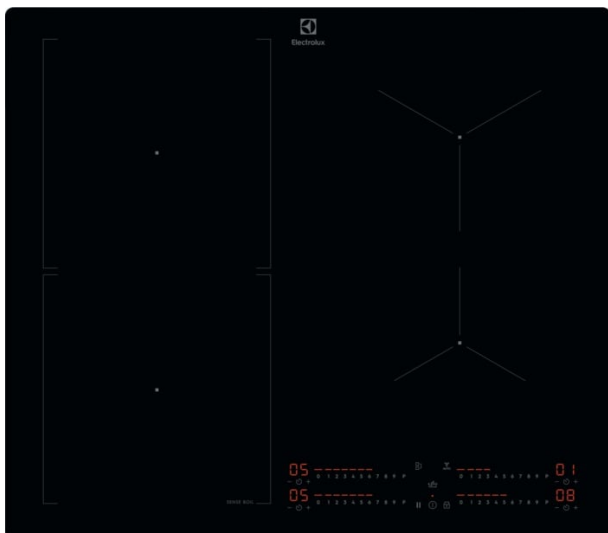 Electrolux
05 0 1 2 3 4 5 6 7 8 9 P 0 1 2 3 4 5 6 7 8 9 P 01
- + - +
05 0 1 2 3 4 5 6 7 8 9 P 0 1 2 3 4 5 6 7 8 9 P 08
- + - +